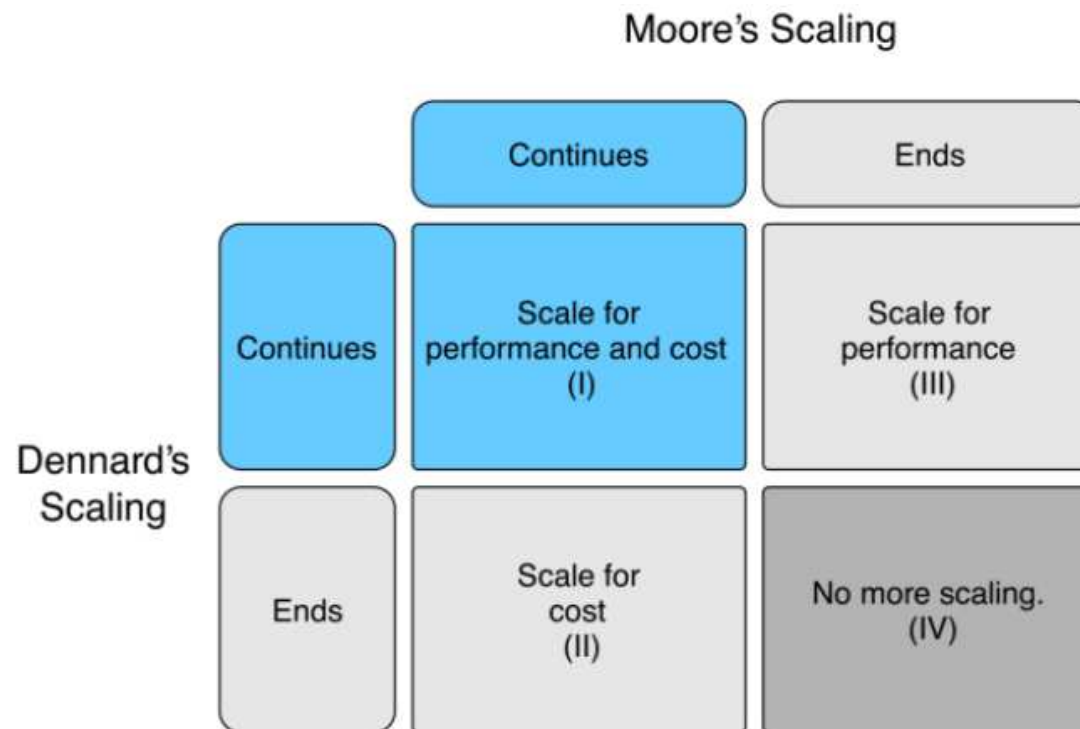 Moore's Scaling
Continues
Ends
Continues
Scale for
performance and cost
(I)
Scale for
performance
(III)
Dennard's
Scaling
Ends
Scale for
cost
(II)
No more scaling.
(IV)